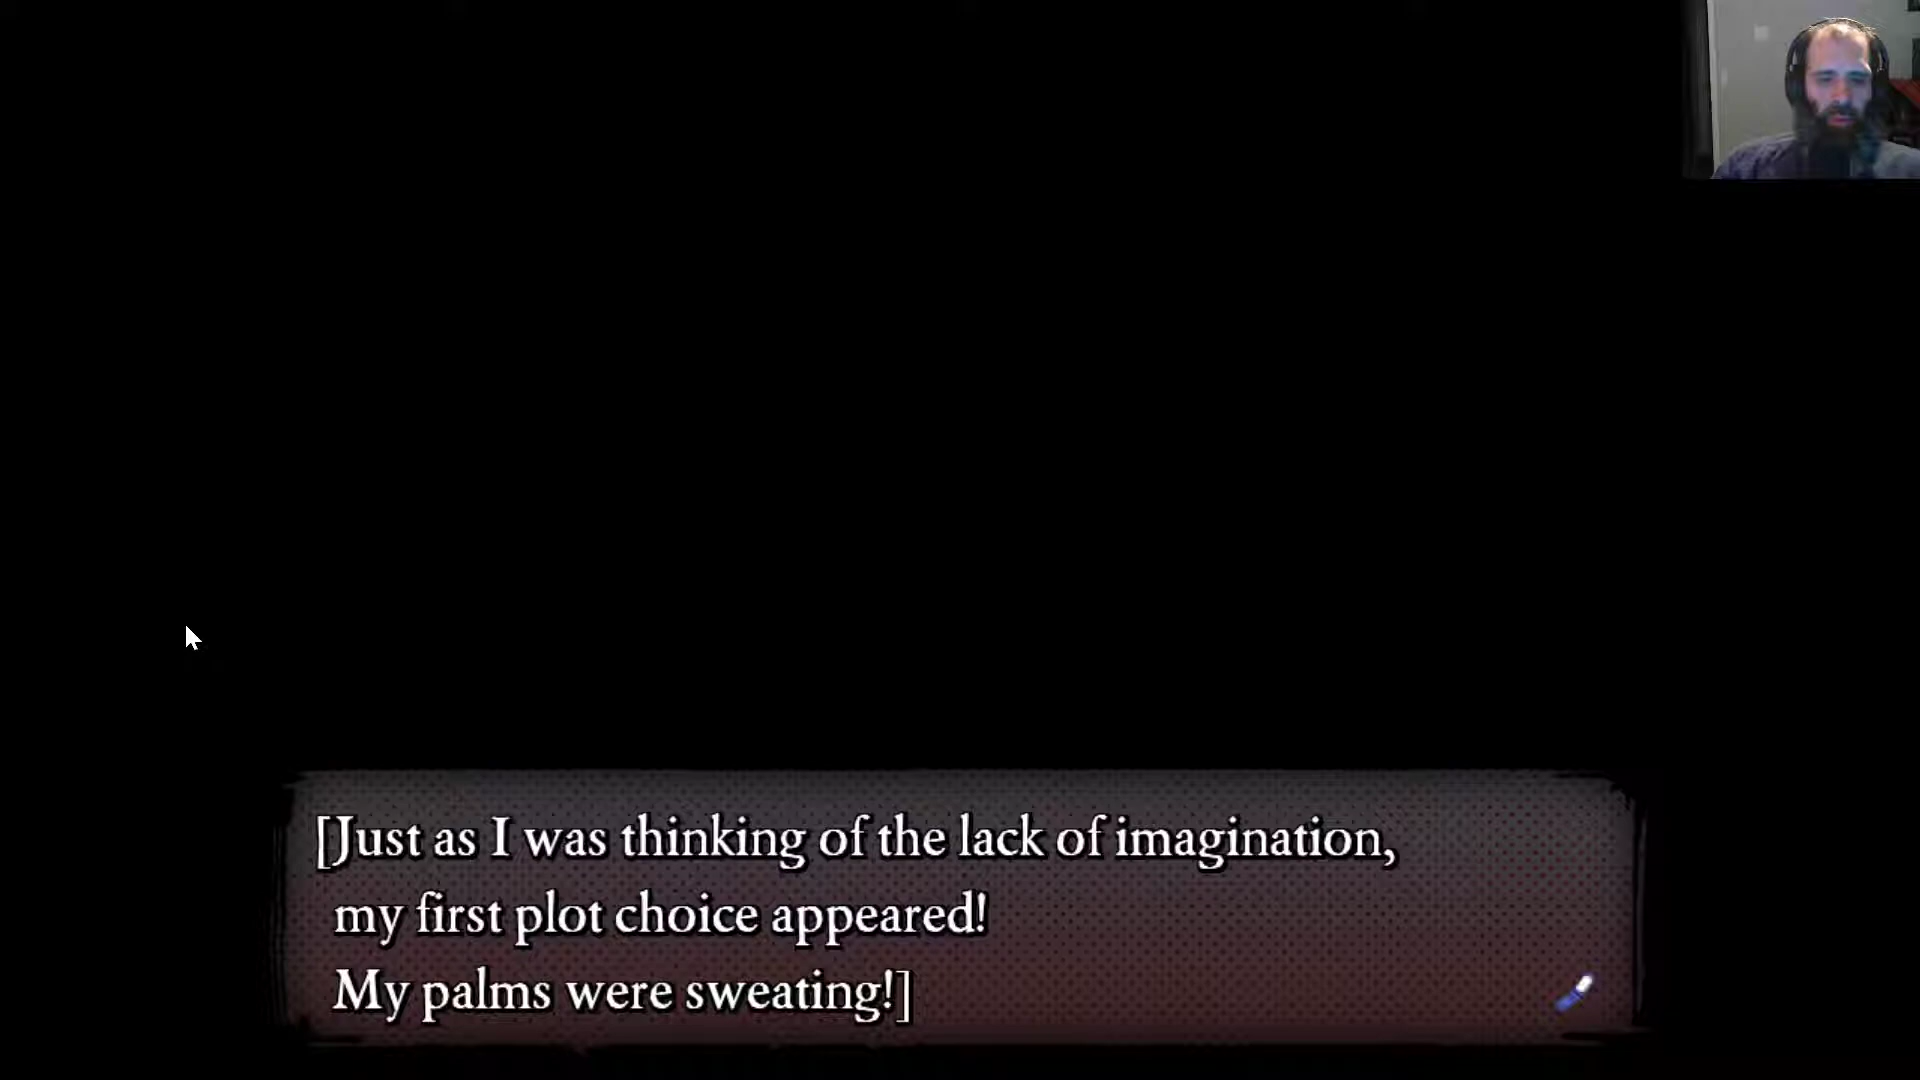 [Just as I was thinking of the lack of imagination,
my first plot choice appeared!
My palms were sweating!]